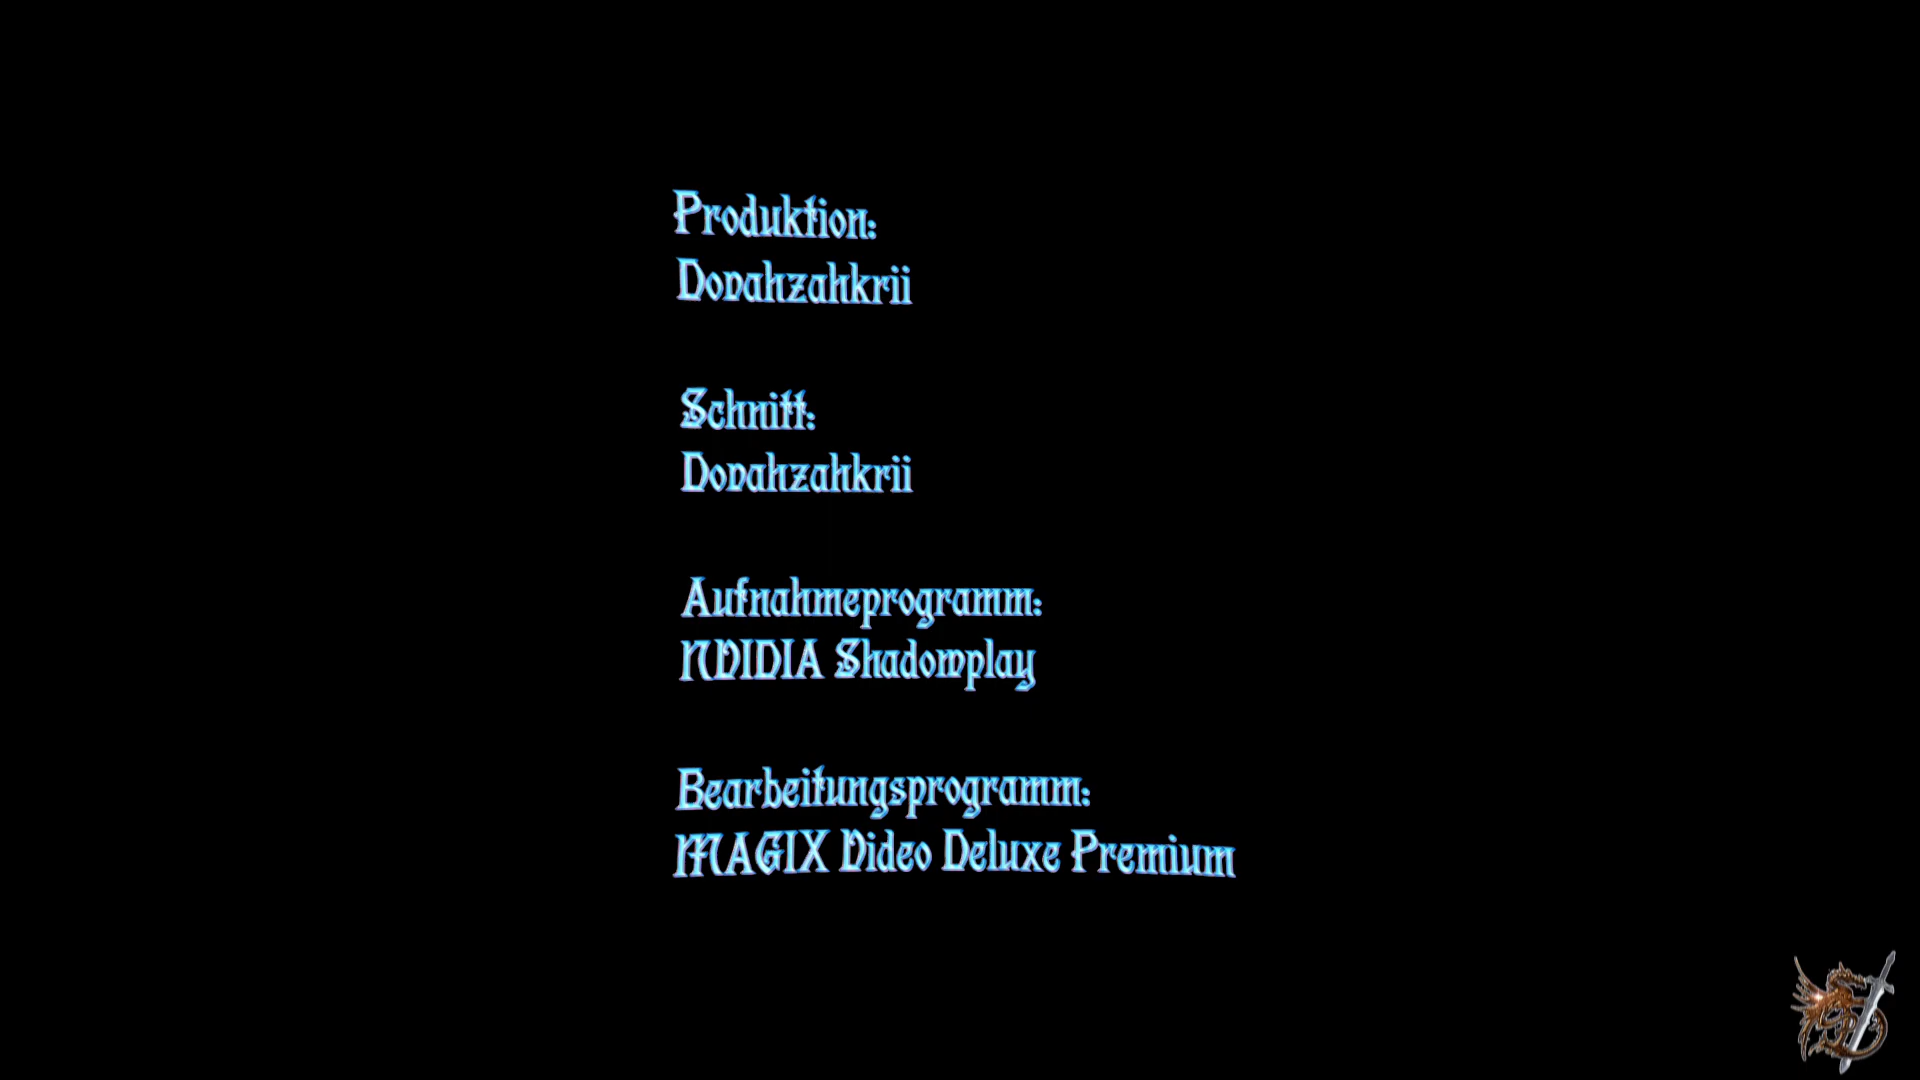 Produktion:
Dovahzahkrii
Schnitt:
Dovahzahkrii
Aufnahmeprogramm:
NVIDIA Shadowplay
Bearbeitungsprogramm:
MAGIX Video Deluxe Premium